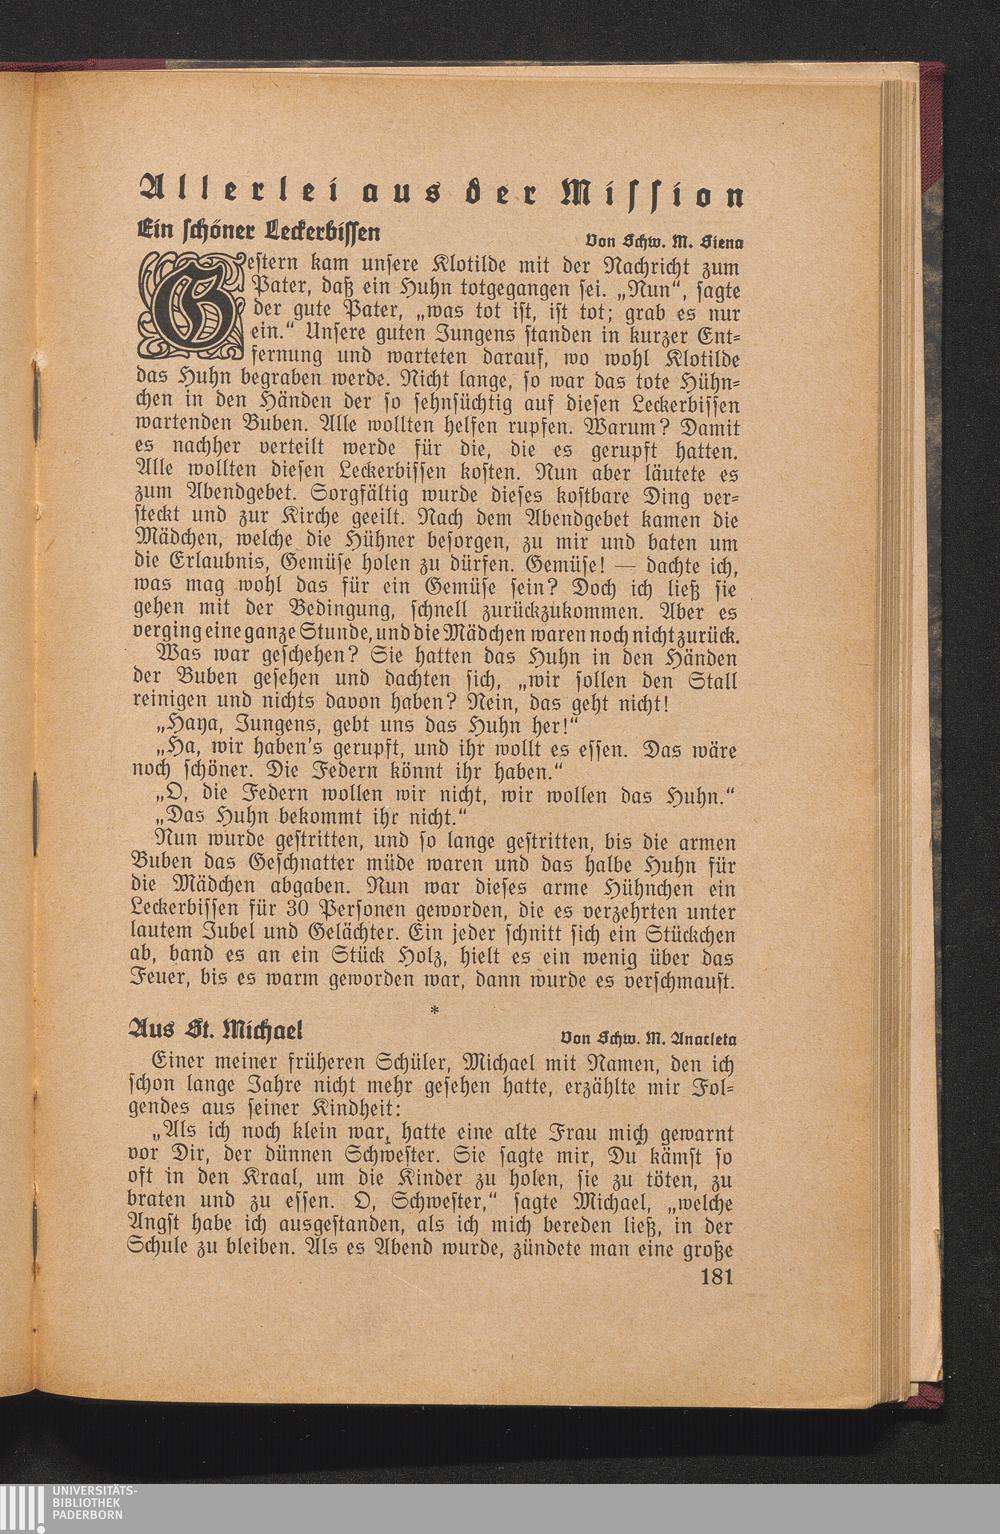 Allerlei aus der Mission
Ein schöner Leckerbissen
Von Schw. M. Siena
Gestern kam unsere Klotilde mit der Nachricht zum
Pater, daß ein Huhn totgegangen sei. „Nun“, sagte
der gute Pater, „was tot ist, ist tot; grab es nur
ein.“ Unsere guten Jungens standen in kurzer Ent-
fernung und warteten darauf, wo wohl Klotilde
das Huhn begraben werde. Nicht lange, so war das tote Hühn-
chen in den Händen der so sehnsüchtig auf diesen Leckerbissen
wartenden Buben. Alle wollten helfen rupfen. Warum? Damit
es nachher verteilt werde für die, die es gerupft hatten.
Alle wollten diesen Leckerbissen kosten. Nun aber läutete es
zum Abendgebet. Sorgfältig wurde dieses kostbare Ding ver-
steckt und zur Kirche geeilt. Nach dem Abendgebet kamen die
Mädchen, welche die Hühner besorgen, zu mir und baten um
die Erlaubnis, Gemüse holen zu dürfen. Gemüse! — dachte ich,
was mag wohl das für ein Gemüse sein? Doch ich ließ sie
gehen mit der Bedingung, schnell zurückzukommen. Aber es
verging eine ganze Stunde, und die Mädchen waren noch nicht zurück.
Was war geschehen? Sie hatten das Huhn in den Händen
der Buben gesehen und dachten sich, „wir sollen den Stall
reinigen und nichts davon haben? Nein, das geht nicht!
„Haya, Jungens, gebt uns das Huhn her!“
„Ha, wir haben's gerupft, und ihr wollt es essen. Das wäre
noch schöner. Die Federn könnt ihr haben.“
„O, die Federn wollen wir nicht, wir wollen das Huhn.“
„Das Huhn bekommt ihr nicht.“
Nun wurde gestritten, und so lange gestritten, bis die armen
Buben das Geschnatter müde waren und das halbe Huhn für
die Mädchen abgaben. Nun war dieses arme Hühnchen ein
Leckerbissen für 30 Personen geworden, die es verzehrten unter
lautem Jubel und Gelächter. Ein jeder schnitt sich ein Stückchen
ab, band es an ein Stück Holz, hielt es ein wenig über das
Feuer, bis es warm geworden war, dann wurde es verschmaust.
*
Aus St. Michael
Von Schw. M. Anacleta
Einer meiner früheren Schüler, Michael mit Namen, den ich
schon lange Jahre nicht mehr gesehen hatte, erzählte mir Fol-
gendes aus seiner Kindheit:
„Als ich noch klein war, hatte eine alte Frau mich gewarnt
vor Dir, der dünnen Schwester. Sie sagte mir, Du kämst so
oft in den Kraal, um die Kinder zu holen, sie zu töten, zu
braten und zu essen. O, Schwester,“ sagte Michael, „welche
Angst habe ich ausgestanden, als ich mich bereden ließ, in der
Schule zu bleiben. Als es Abend wurde, zündete man eine große
181
UNIVERSITÄTS-
BIBLIOTHEK
PADERBORN